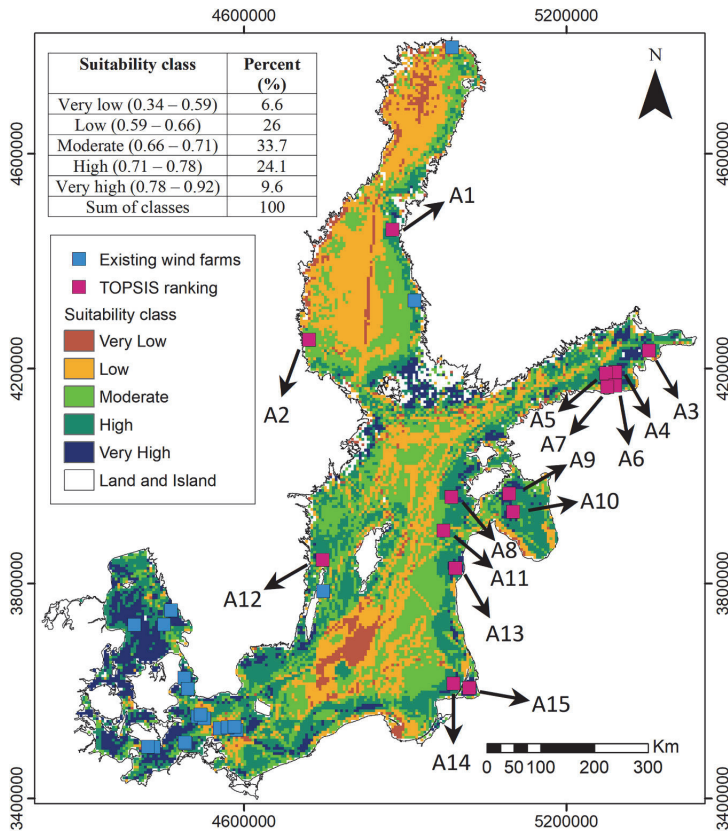 4600000 5200000
N
Suitability class Percent (%)
Very low (0.34 – 0.59) 6.6
Low (0.59 – 0.66) 26
Moderate (0.66 – 0.71) 33.7
High (0.71 – 0.78) 24.1
Very high (0.78 – 0.92) 9.6
Sum of classes 100
4600000 4600000
A1
Existing wind farms
TOPSIS ranking
Suitability class
Very Low
Low
Moderate
High
Very High
Land and Island
4200000 4200000
A2
A5
A7
A6
A4
A3
A9
A10
A8
A11
A12
A13
3800000 3800000
A15
A14
Km
0 50 100 200 300
3400000 3400000
4600000 5200000